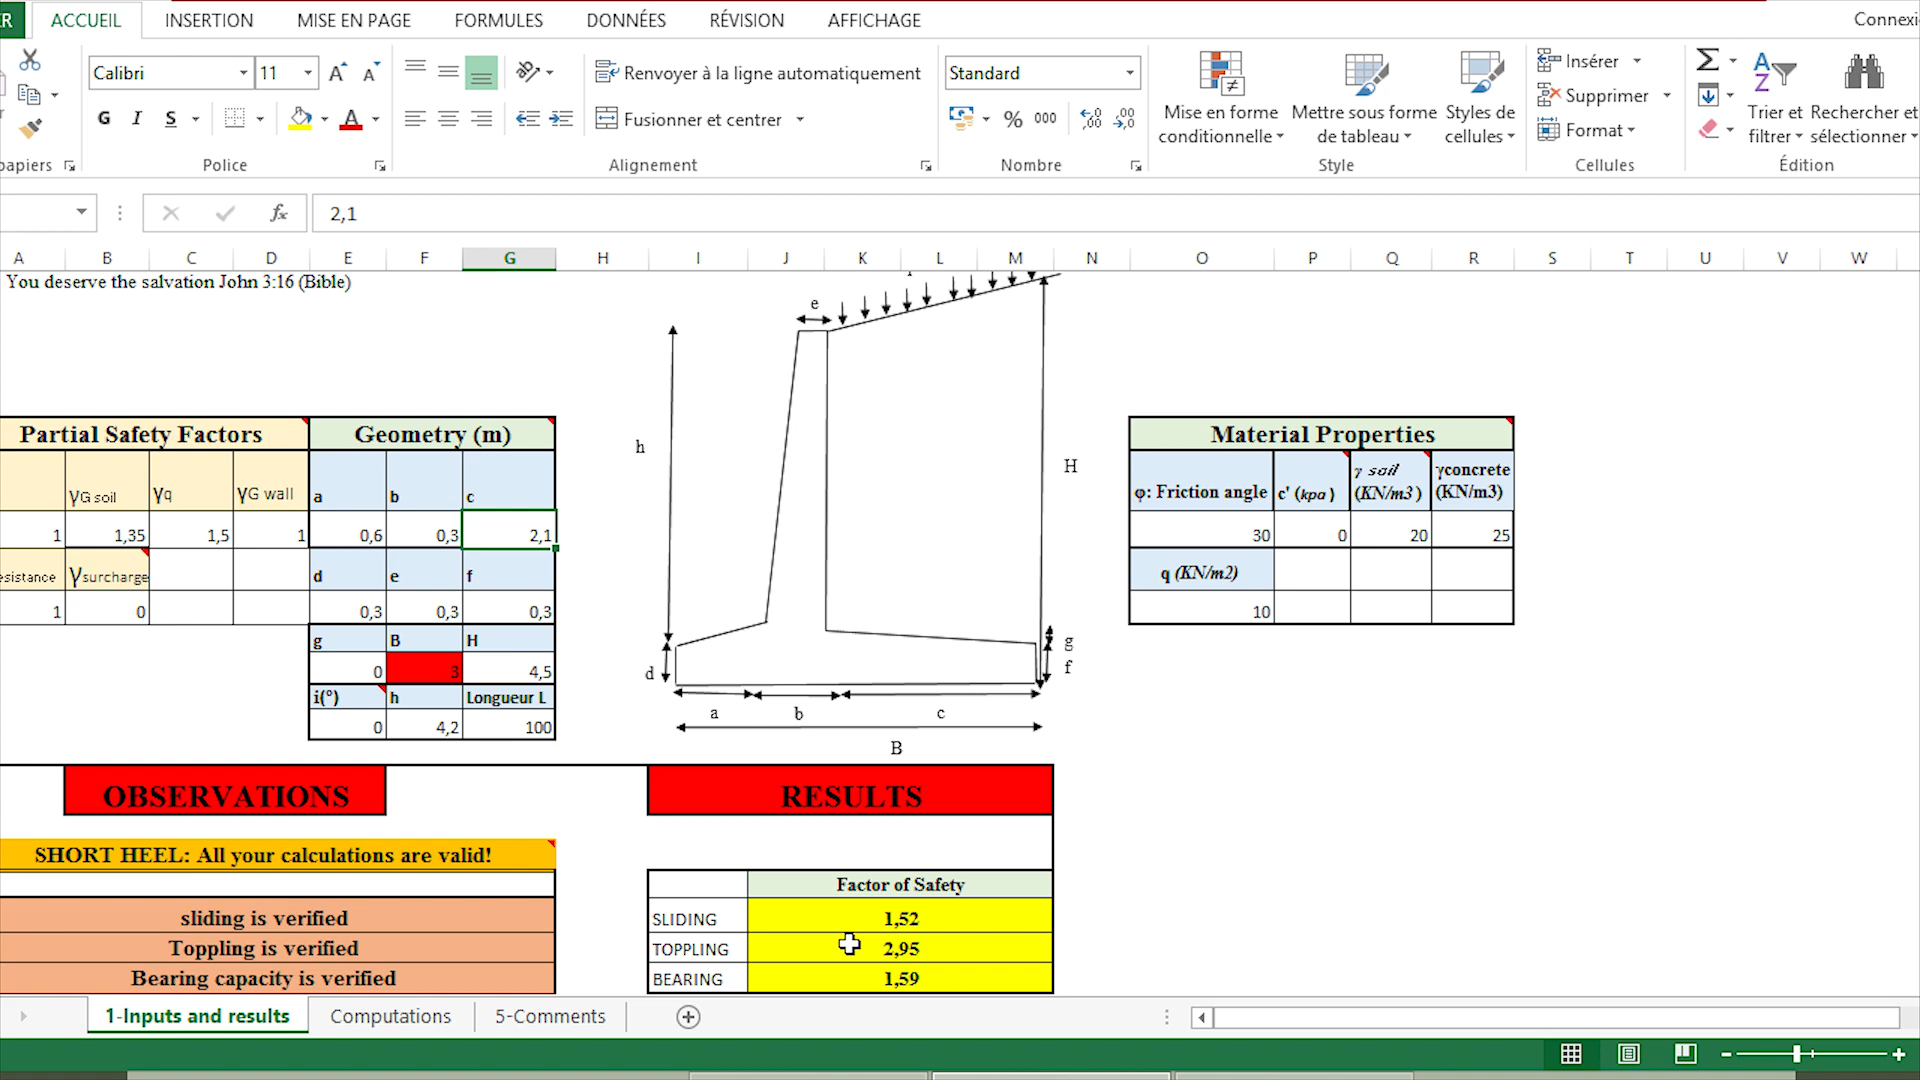 ER ACCUEIL INSERTION MISE EN PAGE FORMULES DONNÉES RÉVISION AFFICHAGE Connexi
Calibri 11 A A Renvoyer à la ligne automatiquement Standard Insérer Σ A Z
G I S A Fusionner et centrer % 000 ,00 ,00 Mise en forme conditionnelle Mettre sous forme de tableau Styles de cellules Supprimer Format Trier et filtrer Rechercher et sélectionner
papiers Police Alignement Nombre Style Cellules Édition
fx 2,1
A B C D E F G H I J K L M N O P Q R S T U V W
You deserve the salvation John 3:16 (Bible)
e
h
H
g
d
f
a b c
B
Partial Safety Factors Geometry (m)
γG soil γq γG wall a b c
1 1,35 1,5 1 0,6 0,3 2,1
esistance γsurcharge d e f
1 0 0,3 0,3 0,3
g B H
0 3 4,5
i(°) h Longueur L
0 4,2 100
Material Properties
φ: Friction angle c' (kpa) γ soil (KN/m3) γconcrete (KN/m3)
30 0 20 25
q (KN/m2)
10
OBSERVATIONS RESULTS
SHORT HEEL: All your calculations are valid!
Factor of Safety
sliding is verified SLIDING 1,52
Toppling is verified TOPPLING 2,95
Bearing capacity is verified BEARING 1,59
1-Inputs and results Computations 5-Comments